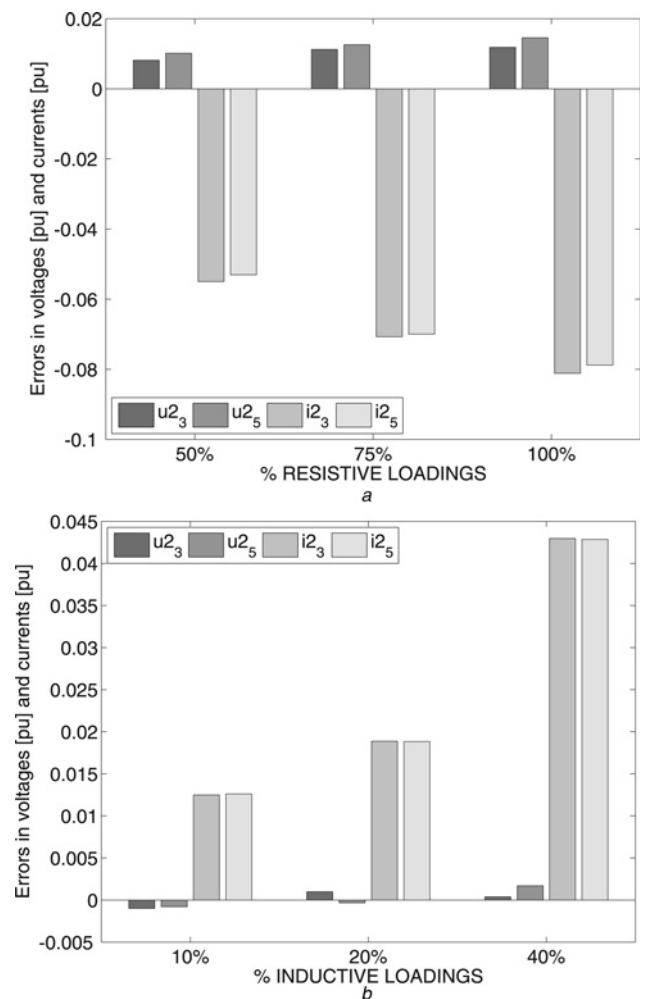 0.02
0
-0.02
-0.04
-0.06
-0.08
-0.1
Errors in voltages [pu] and currents [pu]
u2₃ u2₅ i2₃ i2₅
50% 75% 100%
% RESISTIVE LOADINGS
a
0.045
0.04
0.035
0.03
0.025
0.02
0.015
0.01
0.005
0
-0.005
Errors in voltages [pu] and currents [pu]
u2₃ u2₅ i2₃ i2₅
10% 20% 40%
% INDUCTIVE LOADINGS
b